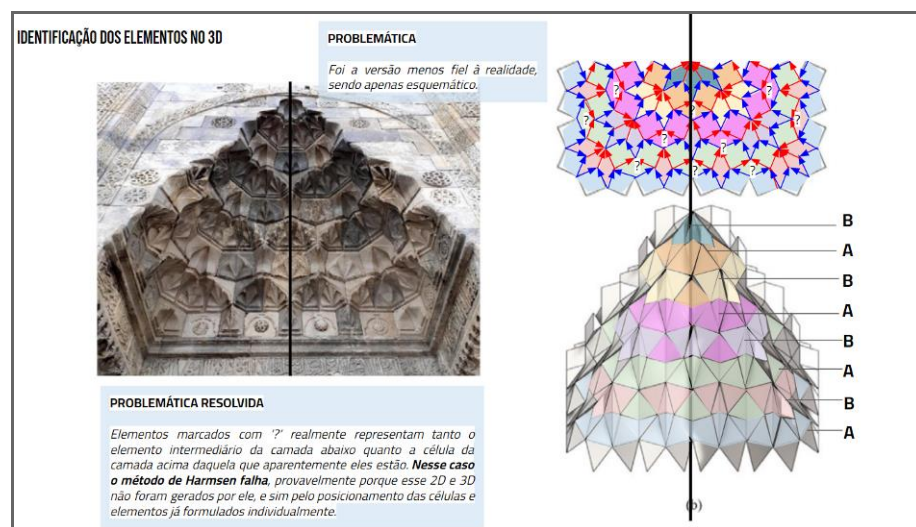 IDENTIFICAÇÃO DOS ELEMENTOS NO 3D
PROBLEMÁTICA
Foi a versão menos fiel à realidade,
sendo apenas esquemático.
?
?
?
?
?
?
?
?
?
?
B
A
B
A
B
A
B
A
(b)
PROBLEMÁTICA RESOLVIDA
Elementos marcados com '?' realmente representam tanto o
elemento intermediário da camada abaixo quanto a célula da
camada acima daquela que aparentemente eles estão. Nesse caso
o método de Harmsen falha, provavelmente porque esse 2D e 3D
não foram gerados por ele, e sim pelo posicionamento das células e
elementos já formulados individualmente.